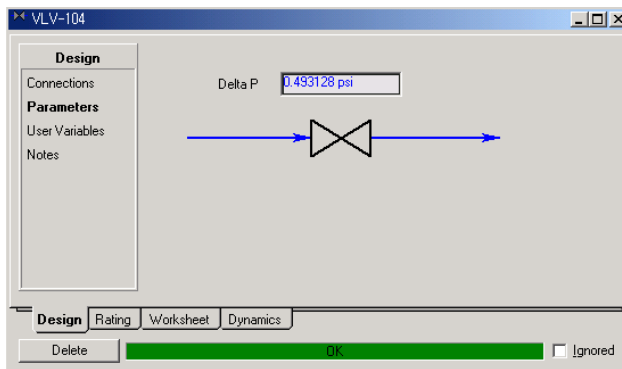 VLV-104
Design
Connections
Parameters
User Variables
Notes
Delta P 0.493128 psi
Design Rating Worksheet Dynamics
Delete OK Ignored